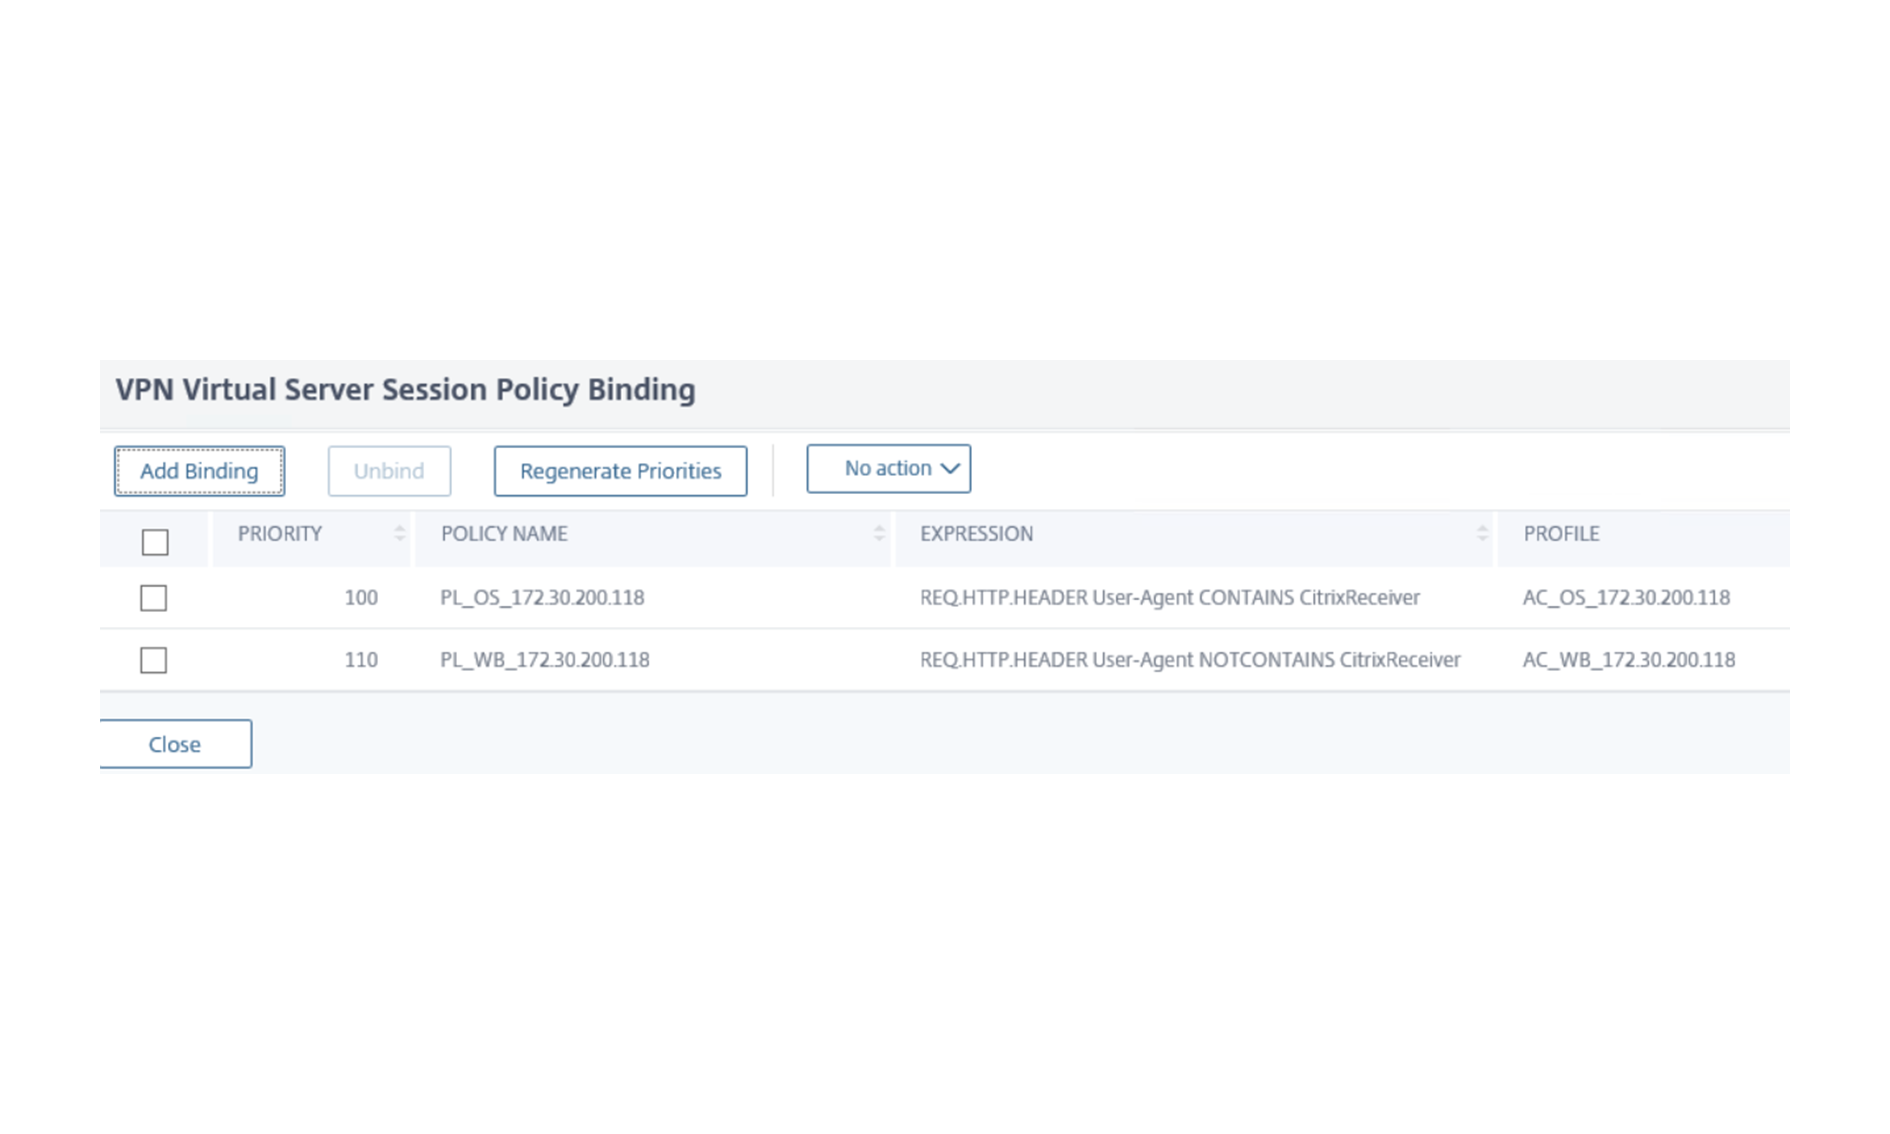 VPN Virtual Server Session Policy Binding
Add Binding Unbind Regenerate Priorities No action
PRIORITY POLICY NAME EXPRESSION PROFILE
100 PL_OS_172.30.200.118 REQ.HTTP.HEADER User-Agent CONTAINS CitrixReceiver AC_OS_172.30.200.118
110 PL_WB_172.30.200.118 REQ.HTTP.HEADER User-Agent NOTCONTAINS CitrixReceiver AC_WB_172.30.200.118
Close